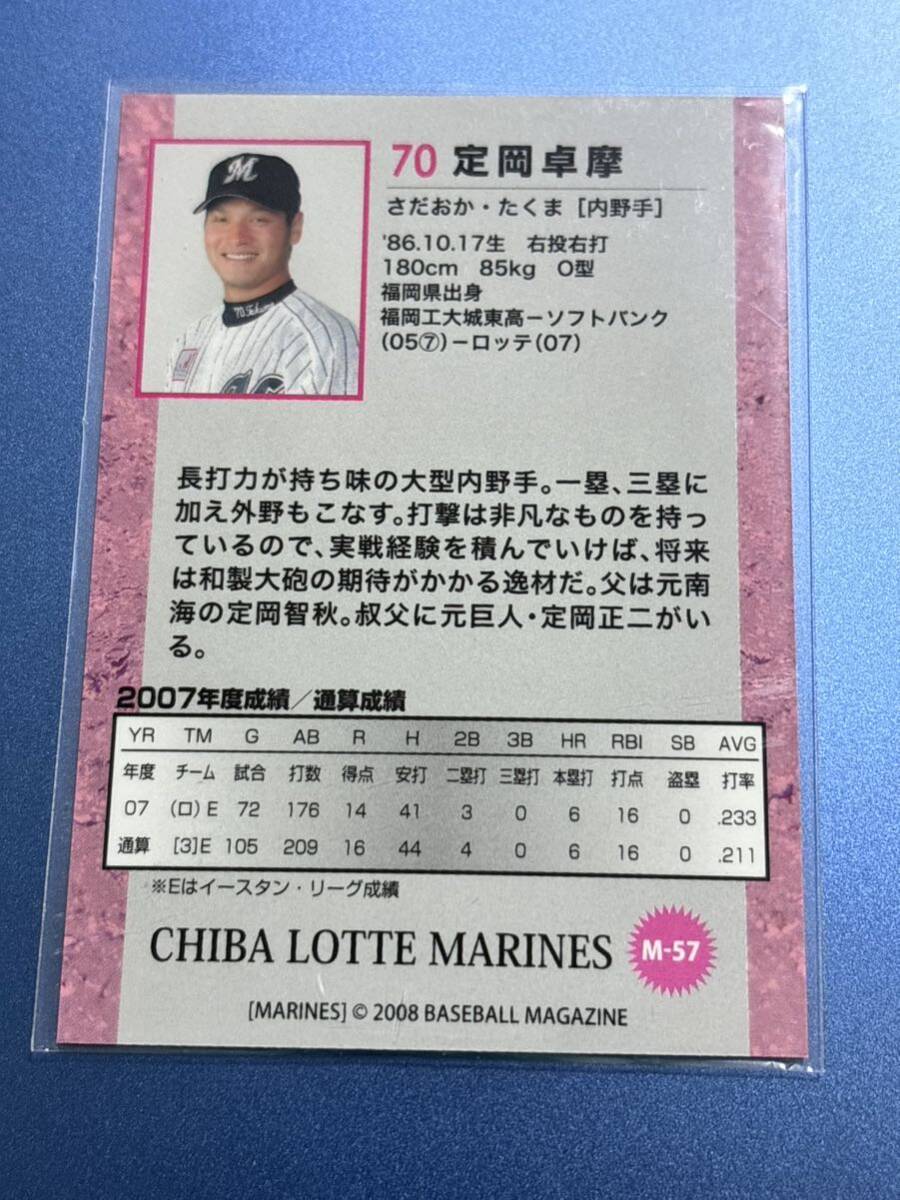 70 定岡卓摩
さだおか・たくま [内野手]
'86.10.17生 右投右打
180cm 85kg O型
福岡県出身
福岡工大城東高－ソフトバンク
(05⑦)－ロッテ(07)
M
長打力が持ち味の大型内野手。一塁、三塁に
加え外野もこなす。打撃は非凡なものを持っ
ているので、実戦経験を積んでいけば、将来
は和製大砲の期待がかかる逸材だ。父は元南
海の定岡智秋。叔父に元巨人・定岡正二がい
る。
2007年度成績／通算成績
YR TM G AB R H 2B 3B HR RBI SB AVG
年度 チーム 試合 打数 得点 安打 二塁打 三塁打 本塁打 打点 盗塁 打率
07 (ロ)E 72 176 14 41 3 0 6 16 0 .233
通算 [3]E 105 209 16 44 4 0 6 16 0 .211
※Eはイースタン・リーグ成績
CHIBA LOTTE MARINES M-57
[MARINES] © 2008 BASEBALL MAGAZINE